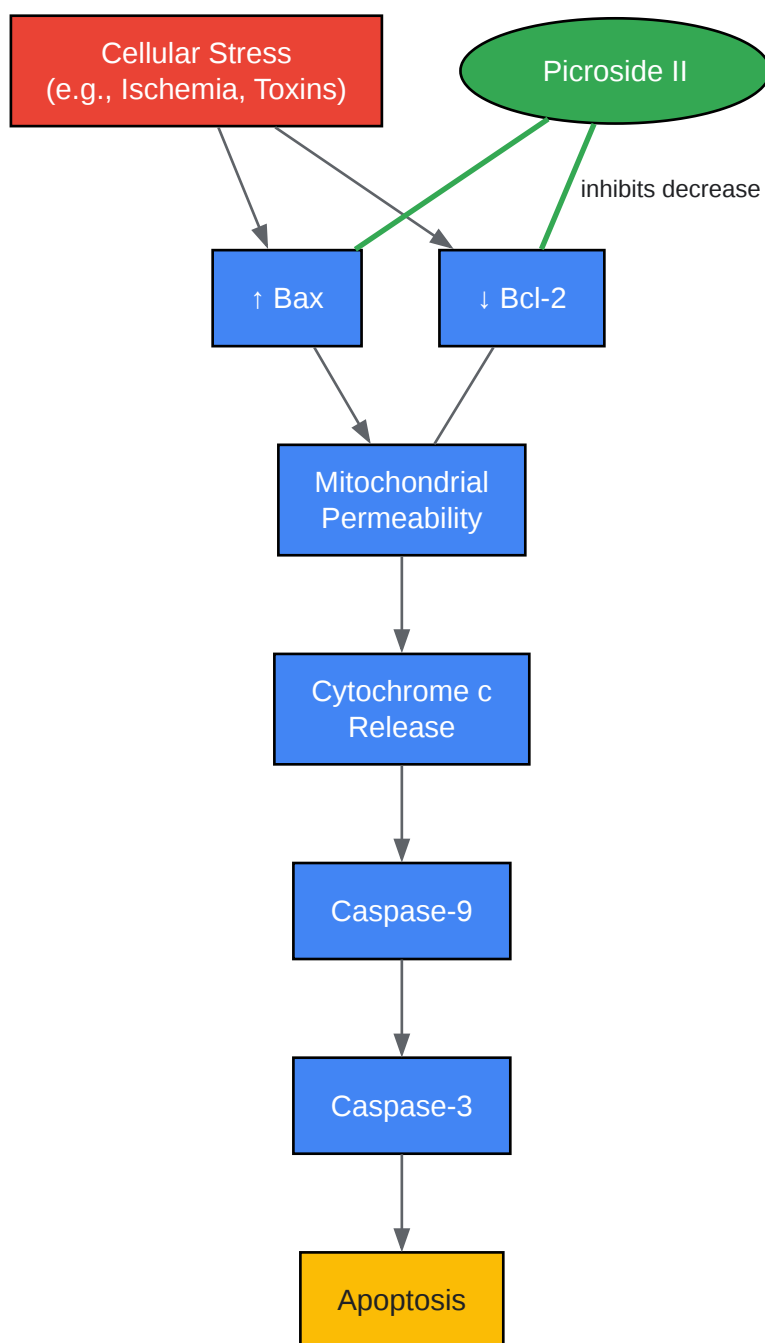 Cellular Stress
(e.g., Ischemia, Toxins)
Picroside II
inhibits decrease
↑ Bax
↓ Bcl-2
Mitochondrial
Permeability
Cytochrome c
Release
Caspase-9
Caspase-3
Apoptosis